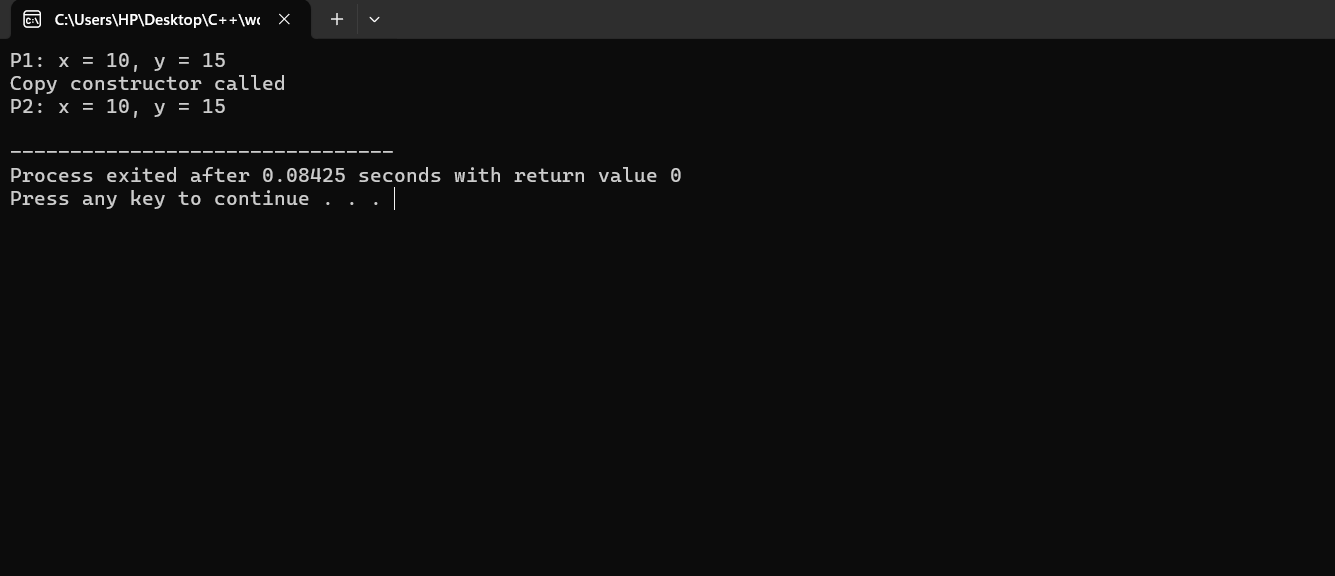 C:\Users\HP\Desktop\C++\wo
P1: x = 10, y = 15
Copy constructor called
P2: x = 10, y = 15
--------------------------------
Process exited after 0.08425 seconds with return value 0
Press any key to continue . . .